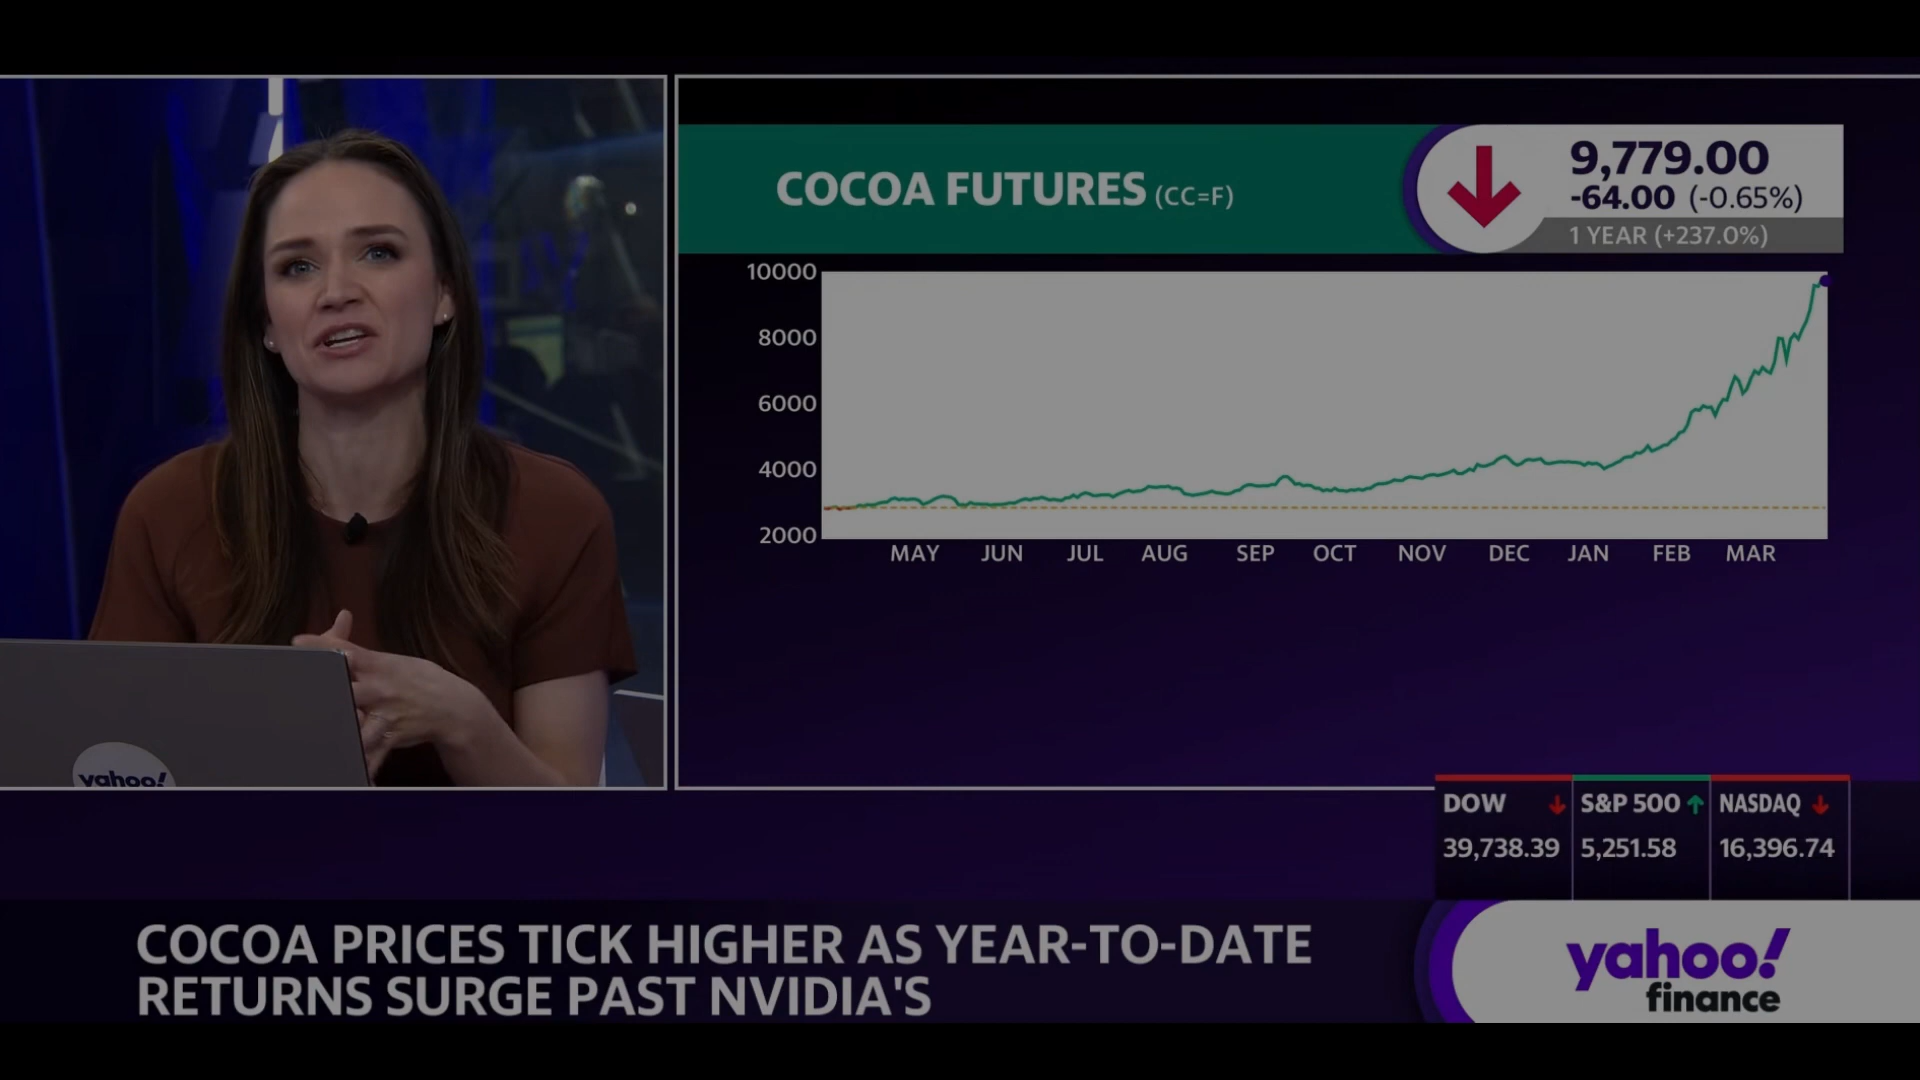 COCOA FUTURES (CC=F)
9,779.00
-64.00 (-0.65%)
1 YEAR (+237.0%)
10000
8000
6000
4000
2000
MAY JUN JUL AUG SEP OCT NOV DEC JAN FEB MAR
yahoo!
DOW S&P 500 NASDAQ
39,738.39 5,251.58 16,396.74
COCOA PRICES TICK HIGHER AS YEAR-TO-DATE
RETURNS SURGE PAST NVIDIA'S
yahoo!
finance